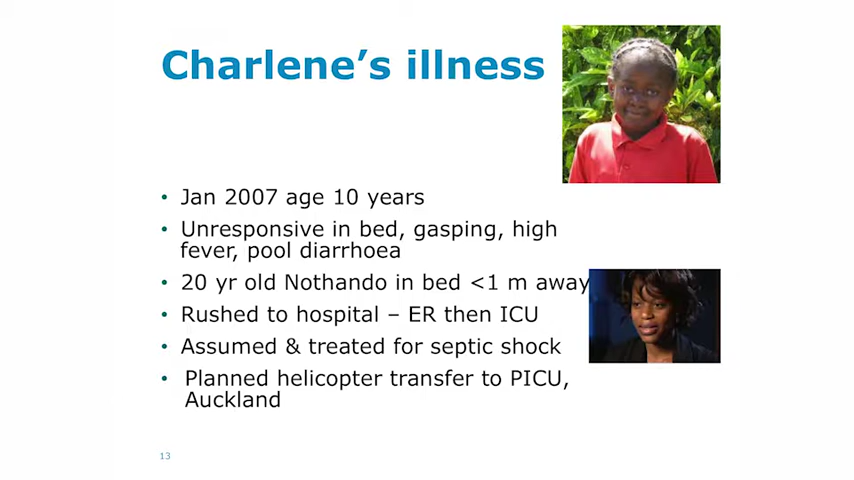 Charlene's illness
• Jan 2007 age 10 years
• Unresponsive in bed, gasping, high
fever, pool diarrhoea
• 20 yr old Nothando in bed <1 m away
• Rushed to hospital – ER then ICU
• Assumed & treated for septic shock
• Planned helicopter transfer to PICU,
Auckland
13